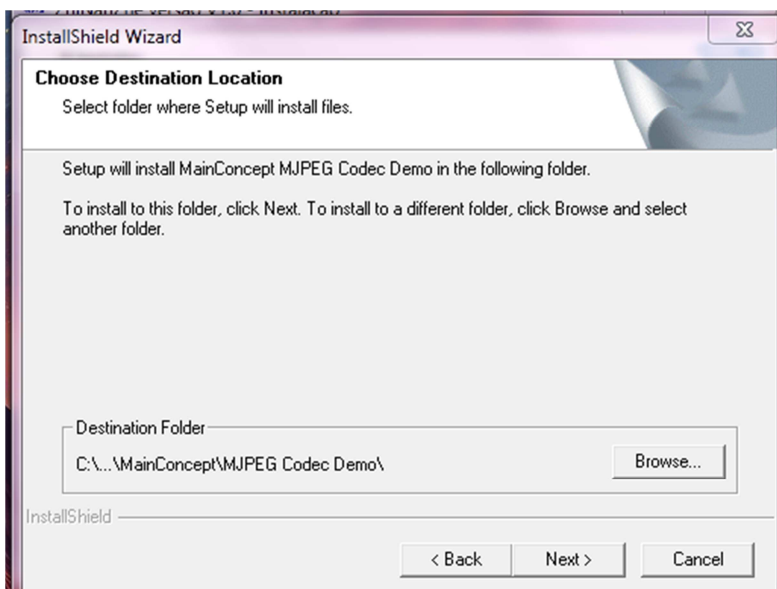 InstallShield Wizard
Choose Destination Location
Select folder where Setup will install files.
Setup will install MainConcept MJPEG Codec Demo in the following folder.
To install to this folder, click Next. To install to a different folder, click Browse and select
another folder.
Destination Folder
C:\...\MainConcept\MJPEG Codec Demo\
Browse...
InstallShield
< Back
Next >
Cancel